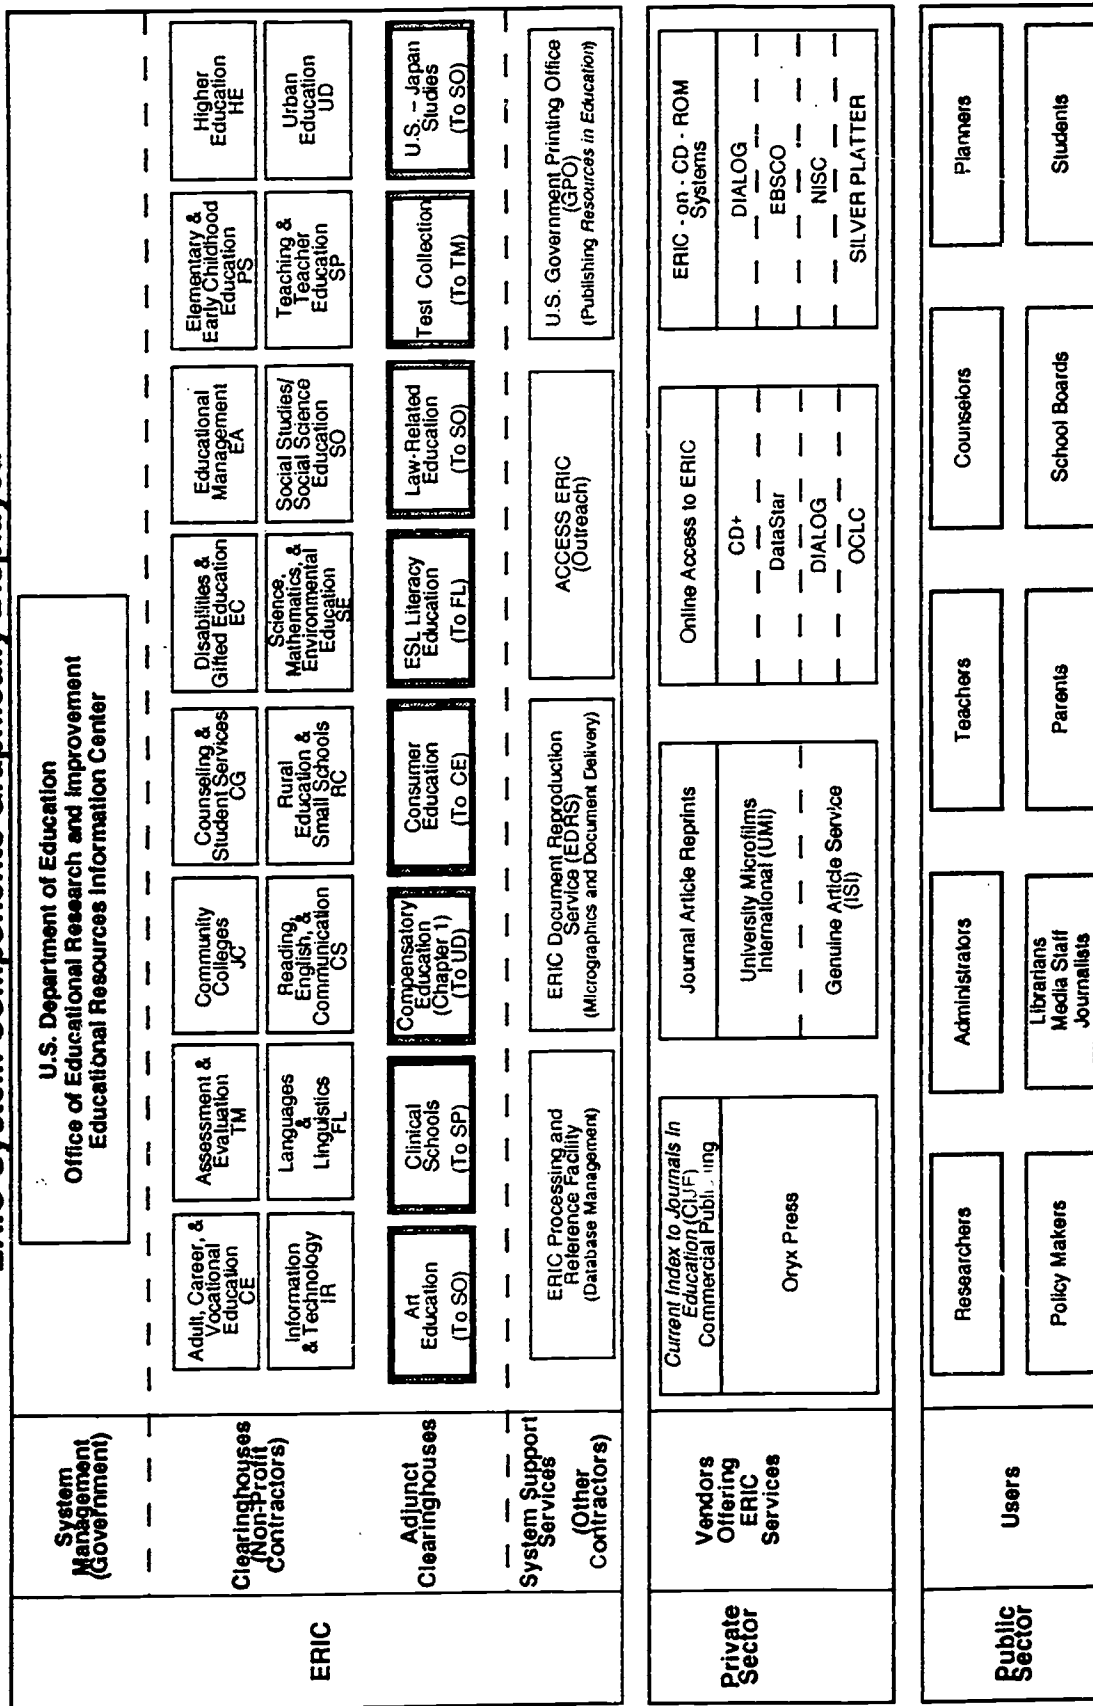 U.S. Department of Education
Office of Educational Research and Improvement
Educational Resources Information Center
System
Management
(Government)
Clearinghouses
(Non-Profit
Contractors)
Adult, Career, &
Vocational
Education
CE
Assessment &
Evaluation
TM
Community
Colleges
JC
Counseling &
Student Services
CG
Disabilities &
Gifted Education
EC
Educational
Management
EA
Elementary &
Early Childhood
Education
PS
Higher
Education
HE
Information
& Technology
IR
Languages
&
Linguistics
FL
Reading,
English, &
Communication
CS
Rural
Education &
Small Schools
RC
Science,
Mathematics, &
Environmental
Education
SE
Social Studies/
Social Science
Education
SO
Teaching &
Teacher
Education
SP
Urban
Education
UD
ERIC
Adjunct
Clearinghouses
Art
Education
(To SO)
Clinical
Schools
(To SP)
Compensatory
Education
(Chapter 1)
(To UD)
Consumer
Education
(To CE)
ESL Literacy
Education
(To FL)
Law-Related
Education
(To SO)
Test Collection
(To TM)
U.S. – Japan
Studies
(To SO)
System Support
Services
(Other
Contractors)
ERIC Processing and
Reference Facility
(Database Management)
ERIC Document Reproduction
Service (EDRS)
(Micrographics and Document Delivery)
ACCESS ERIC
(Outreach)
U.S. Government Printing Office
(GPO)
(Publishing Resources in Education)
Private
Sector
Vendors
Offering
ERIC
Services
Current Index to Journals In
Education (CIJE)
Commercial
Oryx Press
Journal Article Reprints
University Microfilms
International (UMI)
Genuine Article Service
(ISI)
Online Access to ERIC
CD+
DataStar
DIALOG
OCLC
ERIC - on - CD - ROM
Systems
DIALOG
EBSCO
NISC
SILVER PLATTER
Public
Sector
Users
Researchers
Administrators
Teachers
Counselors
Planners
Policy Makers
Librarians
Media Staff
Journalists
Parents
School Boards
Students